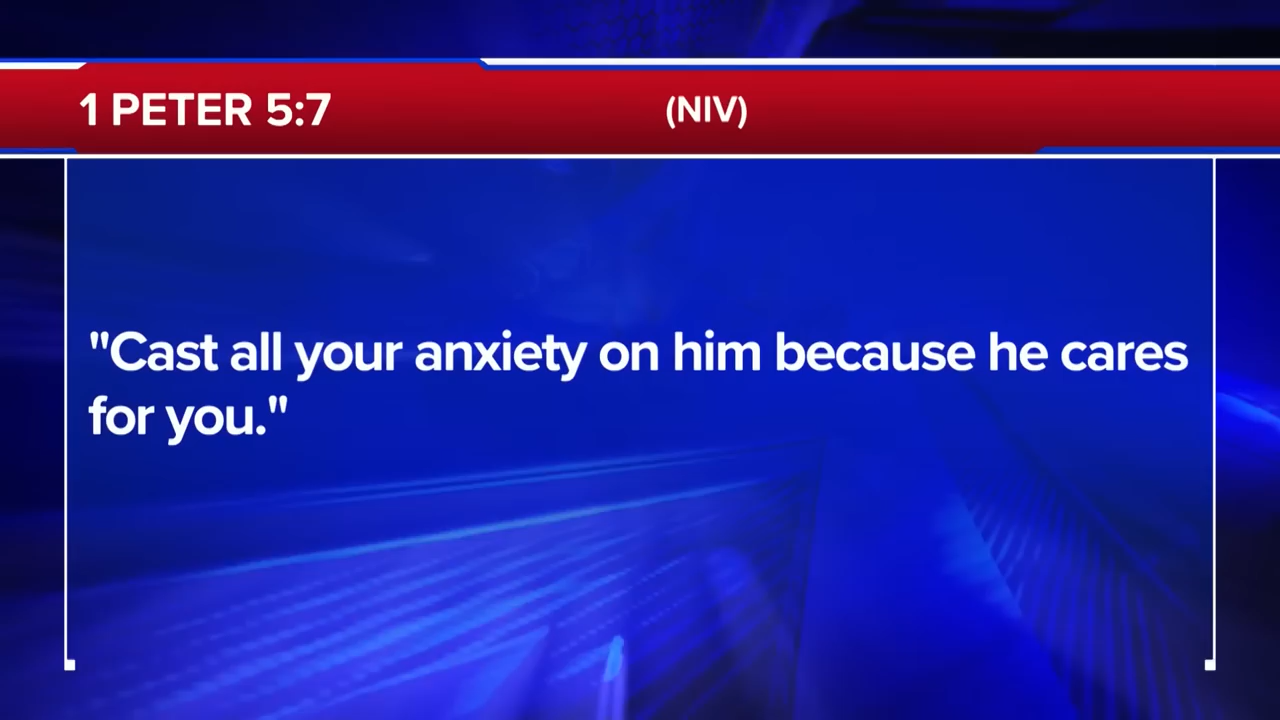 1 PETER 5:7 (NIV)
"Cast all your anxiety on him because he cares
for you."